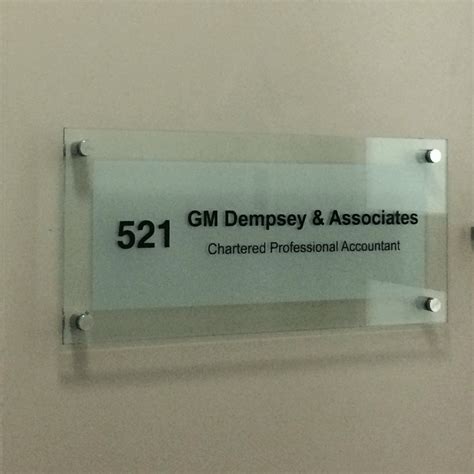 521 GM Dempsey & Associates
Chartered Professional Accountant